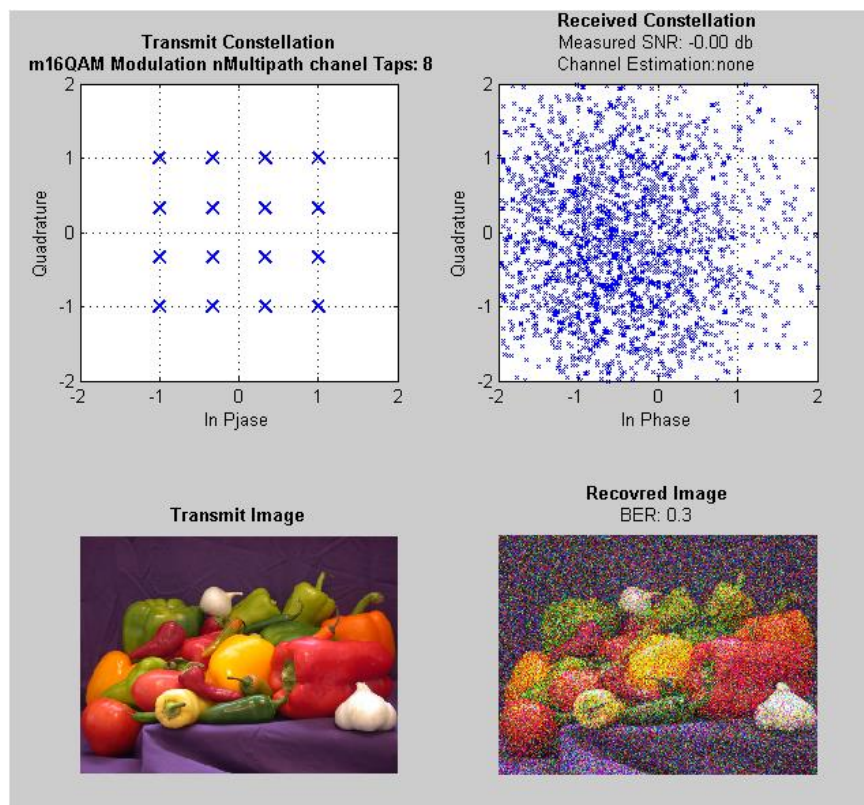 Transmit Constellation
m16QAM Modulation nMultipath chanel Taps: 8
2
1
0
-1
-2
-2
-1
0
1
2
Quadrature
In Pjase
Received Constellation
Measured SNR: -0.00 db
Channel Estimation:none
2
1
0
-1
-2
-2
-1
0
1
2
Quadrature
In Phase
Transmit Image
Recovred Image
BER: 0.3